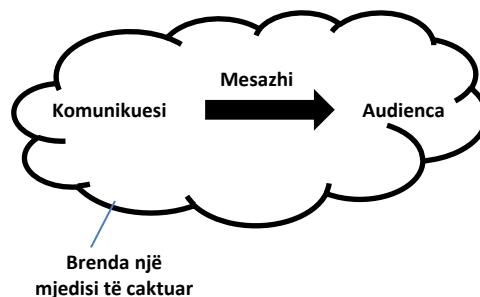 Mesazhi
Komunikuesi
Audienca
Brenda një
mjedisi të caktuar